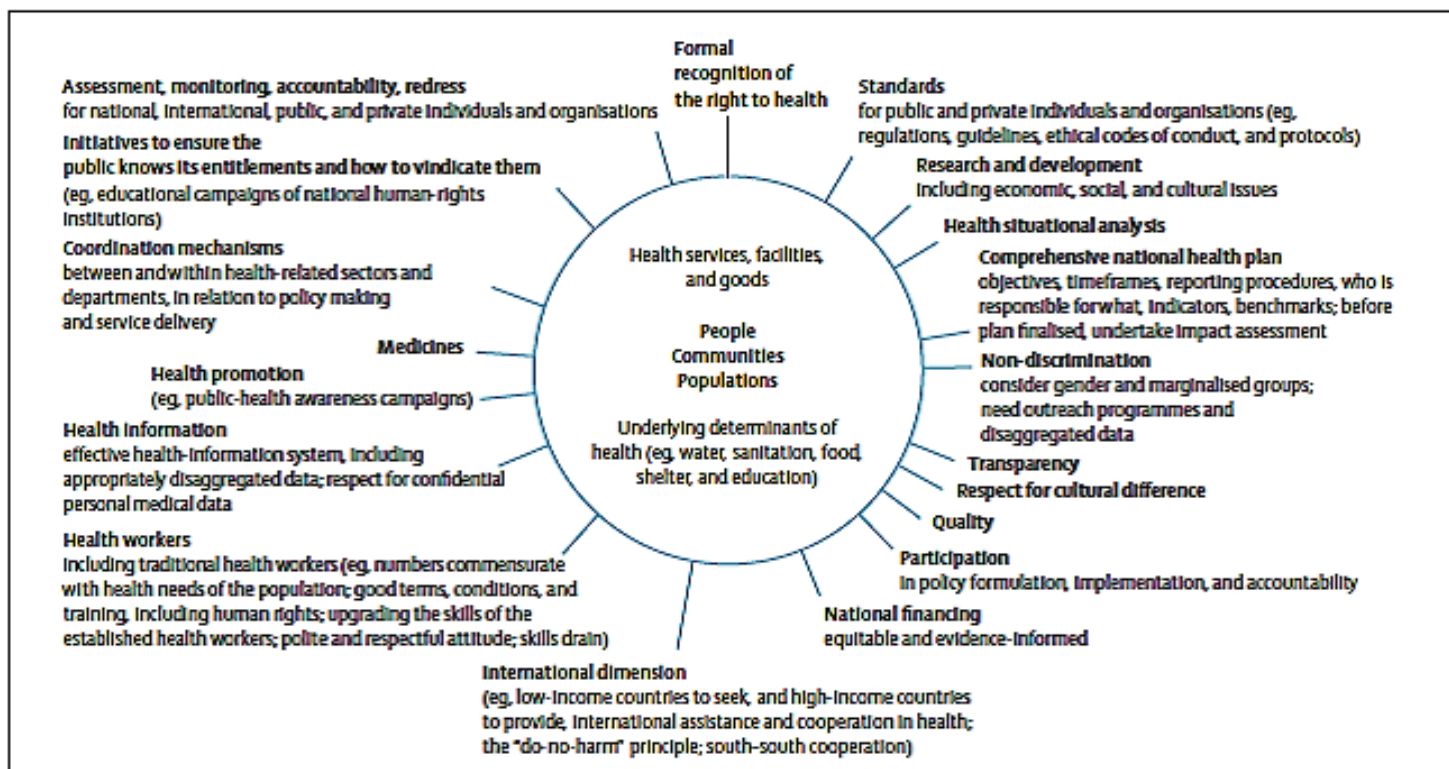 Formal
recognition of
the right to health
Standards
for public and private individuals and organisations (eg,
regulations, guidelines, ethical codes of conduct, and protocols)
Research and development
including economic, social, and cultural issues
Health situational analysis
Comprehensive national health plan
objectives, timeframes, reporting procedures, who is
responsible for what, indicators, benchmarks; before
plan finalised, undertake impact assessment
Non-discrimination
consider gender and marginalised groups;
need outreach programmes and
disaggregated data
Transparency
Respect for cultural difference
Quality
Participation
in policy formulation, implementation, and accountability
National financing
equitable and evidence-informed
International dimension
(eg, low-income countries to seek, and high-income countries
to provide, international assistance and cooperation in health;
the "do-no-harm" principle; south-south cooperation)
Health workers
including traditional health workers (eg, numbers commensurate
with health needs of the population; good terms, conditions, and
training, including human rights; upgrading the skills of the
established health workers; polite and respectful attitude; skills drain)
Health information
effective health-information system, including
appropriately disaggregated data; respect for confidential
personal medical data
Health promotion
(eg, public-health awareness campaigns)
Medicines
Coordination mechanisms
between and within health-related sectors and
departments, in relation to policy making
and service delivery
Initiatives to ensure the
public knows its entitlements and how to vindicate them
(eg, educational campaigns of national human-rights
institutions)
Assessment, monitoring, accountability, redress
for national, international, public, and private individuals and organisations
Health services, facilities,
and goods
People
Communities
Populations
Underlying determinants of
health (eg, water, sanitation, food,
shelter, and education)